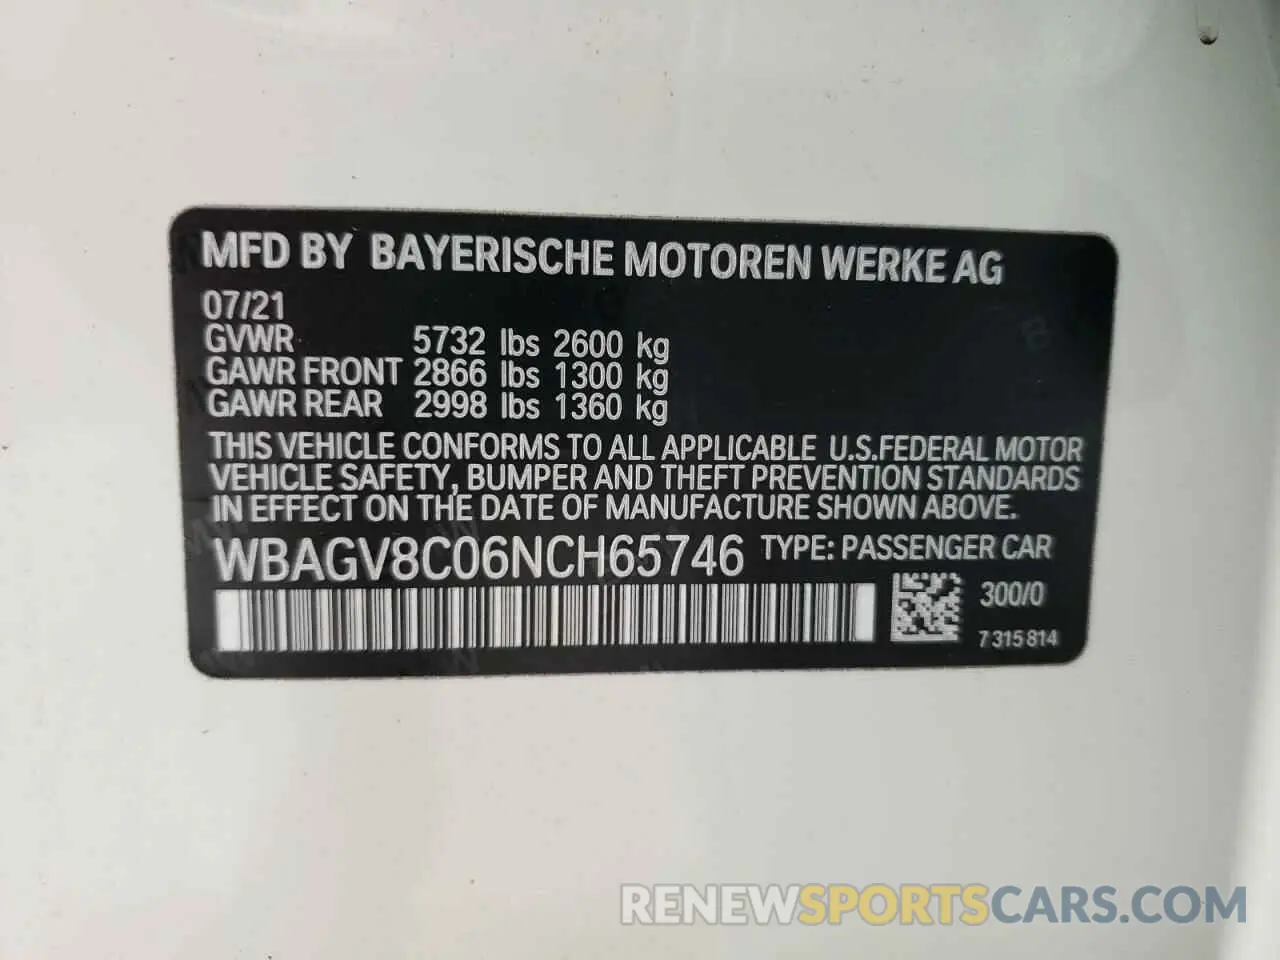 MFD BY BAYERISCHE MOTOREN WERKE AG
07/21
GVWR 5732 lbs 2600 kg
GAWR FRONT 2866 lbs 1300 kg
GAWR REAR 2998 lbs 1360 kg
THIS VEHICLE CONFORMS TO ALL APPLICABLE U.S.FEDERAL MOTOR
VEHICLE SAFETY, BUMPER AND THEFT PREVENTION STANDARDS
IN EFFECT ON THE DATE OF MANUFACTURE SHOWN ABOVE.
WBAGV8C06NCH65746 TYPE: PASSENGER CAR
300/0
7 315 814
RENEWSPORTSCARS.COM